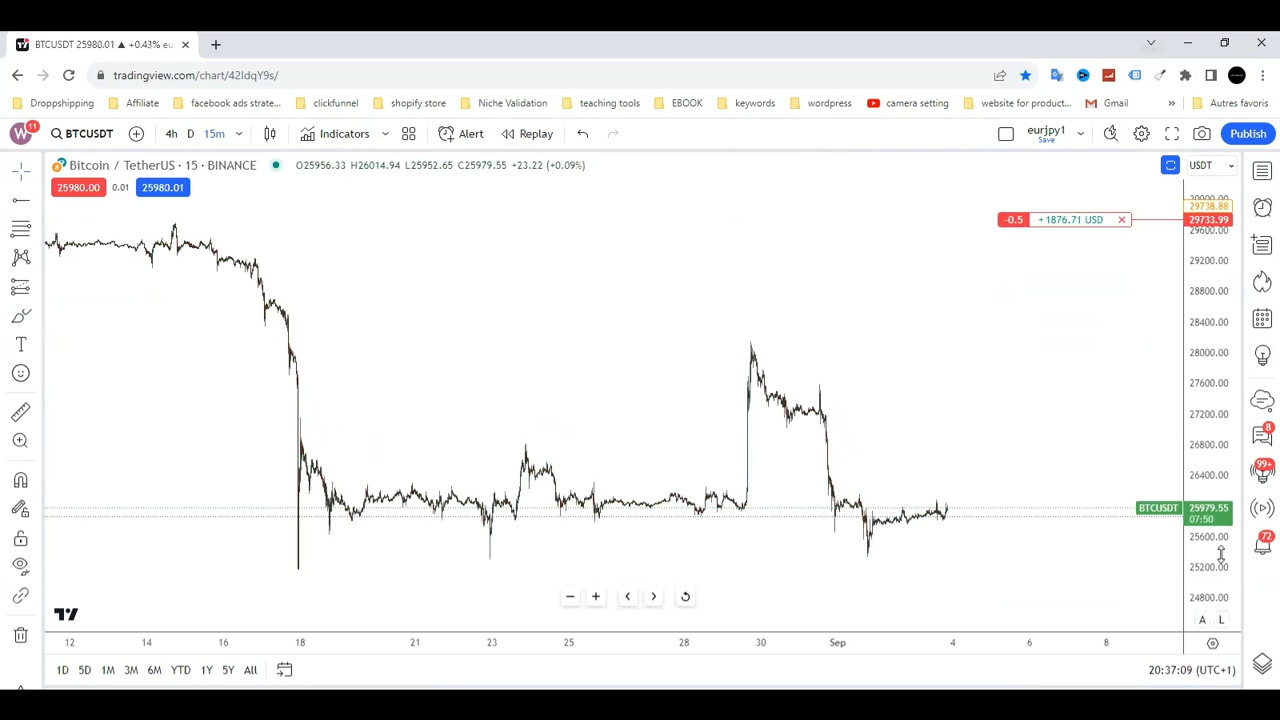 BTCUSDT 25980.01 ▲ +0.43% eu
tradingview.com/chart/42IdqY9s/
Droppshipping Affiliate facebook ads strate... clickfunnel shopify store Niche Validation teaching tools EBOOK keywords wordpress camera setting website for product... Gmail » Autres favoris
W 11 BTCUSDT 4h D 15m Indicators Alert Replay eurjpy1 Save Publish
Bitcoin / TetherUS · 15 · BINANCE O25956.33 H26014.94 L25952.65 C25979.55 +23.22 (+0.09%) USDT
25980.00 0.01 25980.01
29738.88
-0.5 +1876.71 USD 29733.99
29600.00
29200.00
28800.00
28400.00
28000.00
27600.00
27200.00
26800.00
8
26400.00
99+
BTCUSDT 25979.55
07:50
25600.00
72
25200.00
24800.00
A L
12 14 16 18 21 23 25 28 30 Sep 4 6 8
1D 5D 1M 3M 6M YTD 1Y 5Y All 20:37:09 (UTC+1)